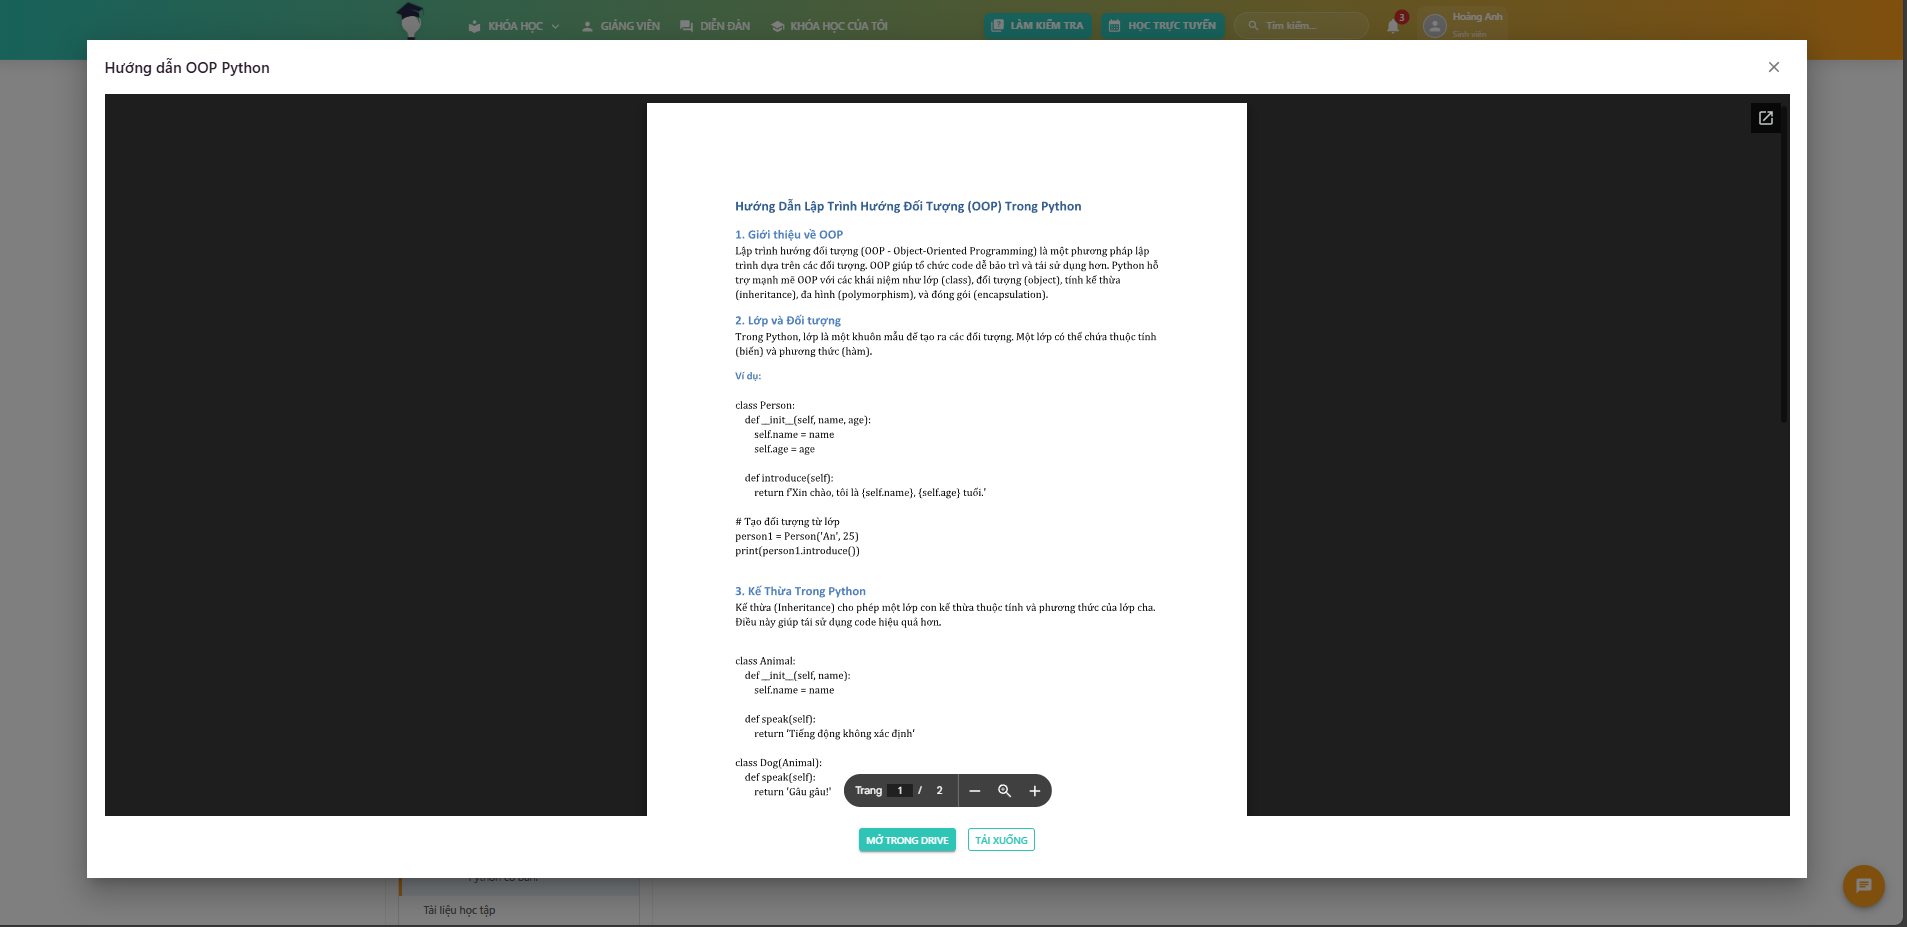 KHÓA HỌC
GIẢNG VIÊN
DIỄN ĐÀN
KHÓA HỌC CỦA TÔI
LÀM KIỂM TRA
HỌC TRỰC TUYẾN
Tìm kiếm...
3
Hoàng Anh
Sinh viên
Hướng dẫn OOP Python
Hướng Dẫn Lập Trình Hướng Đối Tượng (OOP) Trong Python
1. Giới thiệu về OOP
Lập trình hướng đối tượng (OOP - Object-Oriented Programming) là một phương pháp lập
trình dựa trên các đối tượng. OOP giúp tổ chức code dễ bảo trì và tái sử dụng hơn. Python hỗ
trợ mạnh mẽ OOP với các khái niệm như lớp (class), đối tượng (object), tính kế thừa
(inheritance), đa hình (polymorphism), và đóng gói (encapsulation).
2. Lớp và Đối tượng
Trong Python, lớp là một khuôn mẫu để tạo ra các đối tượng. Một lớp có thể chứa thuộc tính
(biến) và phương thức (hàm).
Ví dụ:
class Person:
def __init__(self, name, age):
self.name = name
self.age = age
def introduce(self):
return f'Xin chào, tôi là {self.name}, {self.age} tuổi.'
# Tạo đối tượng từ lớp
person1 = Person('An', 25)
print(person1.introduce())
3. Kế Thừa Trong Python
Kế thừa (Inheritance) cho phép một lớp con kế thừa thuộc tính và phương thức của lớp cha.
Điều này giúp tái sử dụng code hiệu quả hơn.
class Animal:
def __init__(self, name):
self.name = name
def speak(self):
return 'Tiếng động không xác định'
class Dog(Animal):
def speak(self):
return 'Gâu gâu!'
Trang 1 / 2
MỞ TRONG DRIVE
TẢI XUỐNG
Python cơ bản.
Tài liệu học tập